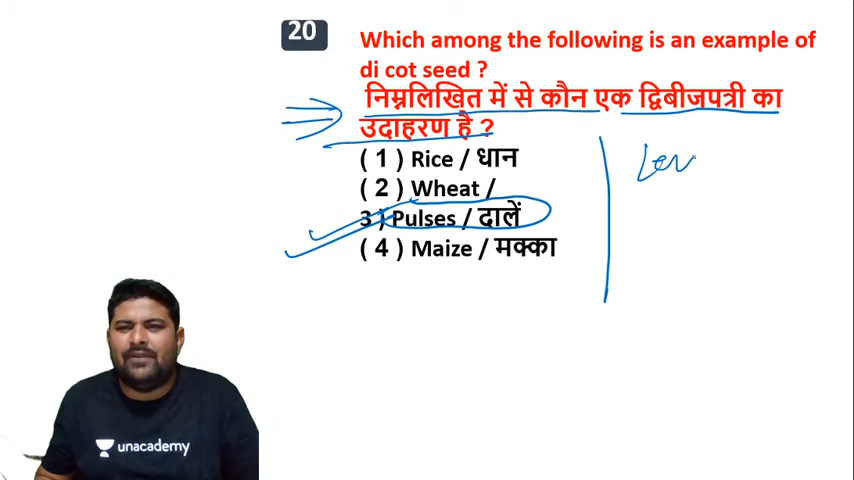 20
Which among the following is an example of
di cot seed ?
निम्नलिखित में से कौन एक द्विबीजपत्री का
उदाहरण है ?
( 1 ) Rice / धान
( 2 ) Wheat /
3 ) Pulses / दालें
( 4 ) Maize / मक्का
unacademy